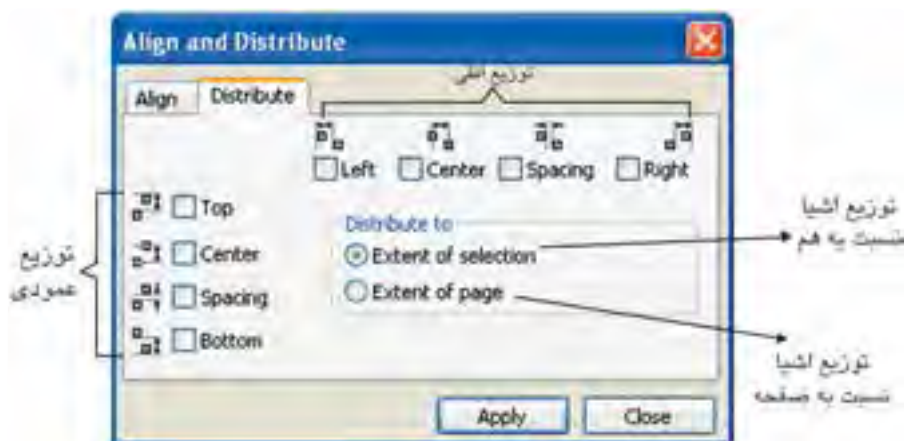 Align and Distribute
توزیع افقی
Align
Distribute
Left
Center
Spacing
Right
Top
Center
Spacing
Bottom
توزیع
عمودی
Distribute to
Extent of selection
Extent of page
توزیع اشیا
نسبت به هم
توزیع اشیا
نسبت به صفحه
Apply
Close